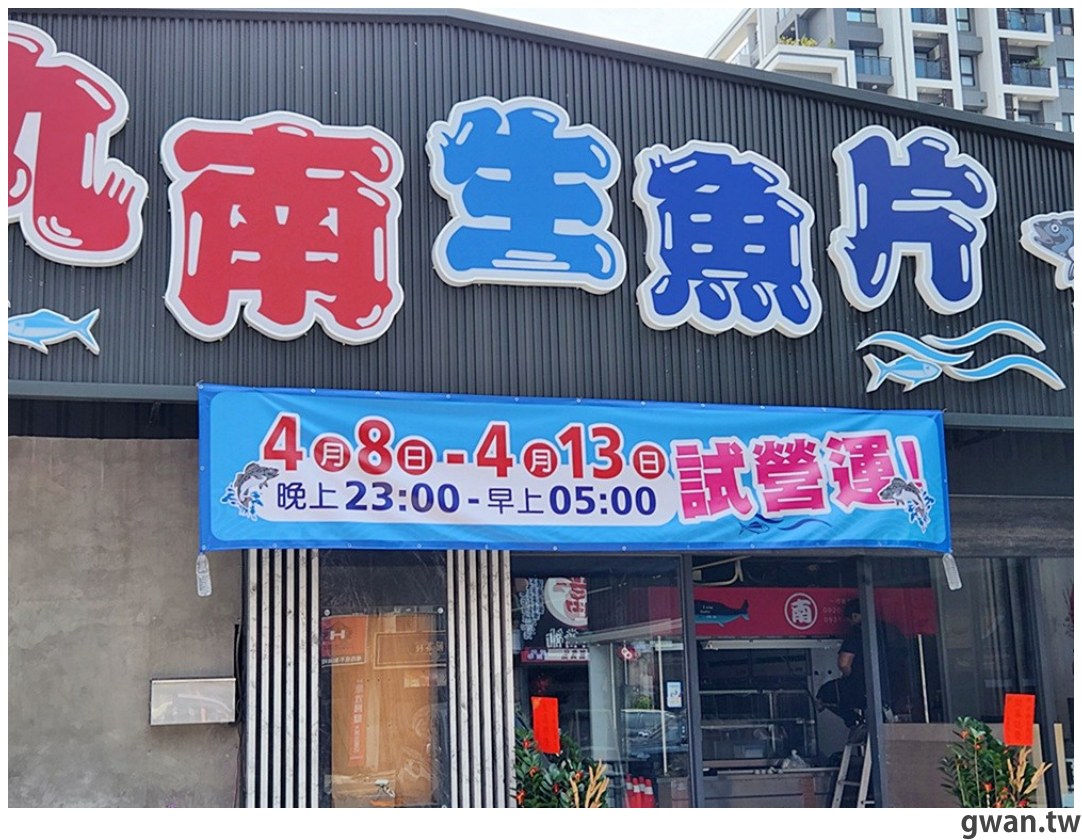 南生魚片
4月8日-4月13日
晚上23:00-早上05:00
試營運!
南
gwan.tw